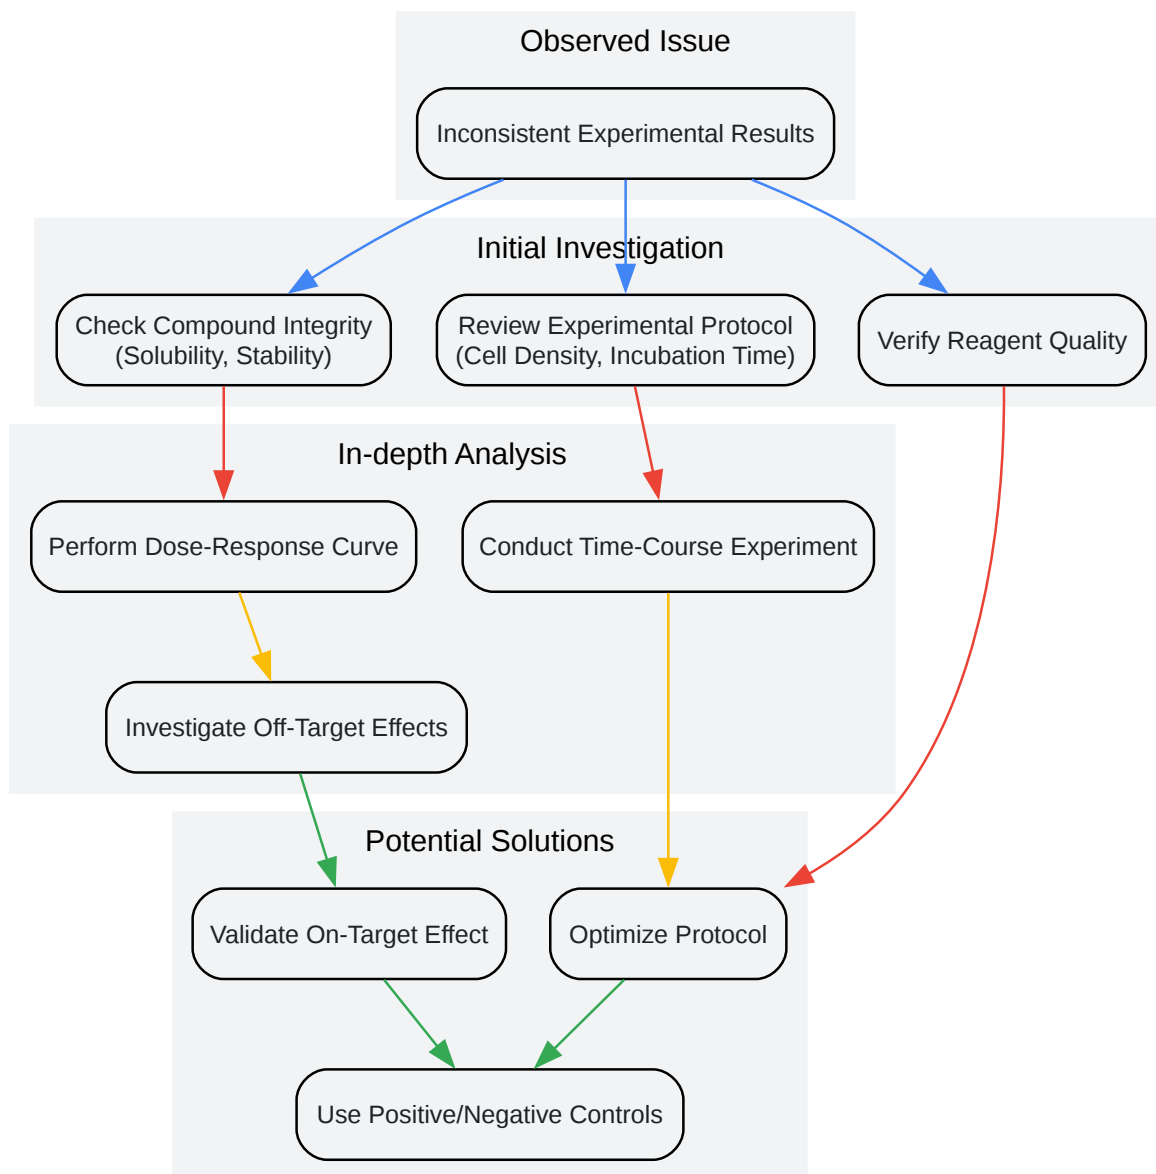 Observed Issue
Inconsistent Experimental Results
Initial Investigation
Check Compound Integrity
(Solubility, Stability)
Review Experimental Protocol
(Cell Density, Incubation Time)
Verify Reagent Quality
In-depth Analysis
Perform Dose-Response Curve
Conduct Time-Course Experiment
Investigate Off-Target Effects
Potential Solutions
Validate On-Target Effect
Optimize Protocol
Use Positive/Negative Controls